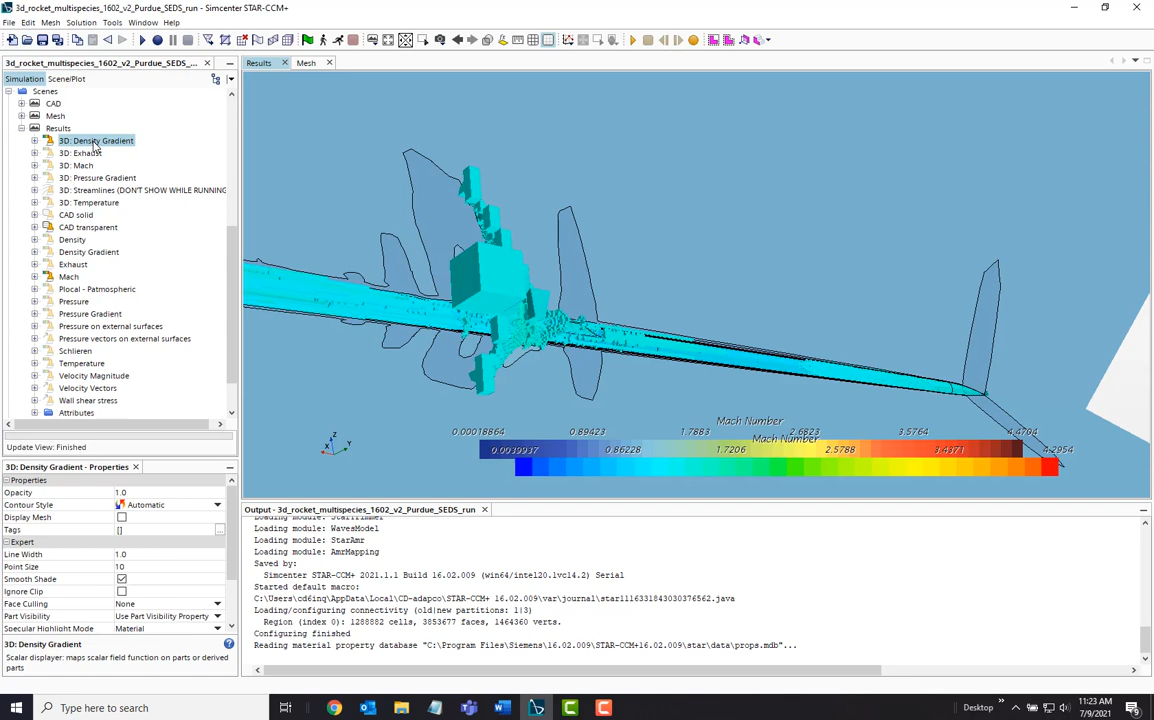 3d_rocket_multispecies_1602_v2_Purdue_SEDS_run - Simcenter STAR-CCM+
File Edit Mesh Solution Tools Window Help
3d_rocket_multispecies_1602_v2_Purdue_SEDS_...
Results
Mesh
Simulation
Scene/Plot
Scenes
CAD
Mesh
Results
3D: Density Gradient
3D: Exhaust
3D: Mach
3D: Pressure Gradient
3D: Streamlines (DON'T SHOW WHILE RUNNING
3D: Temperature
CAD solid
CAD transparent
Density
Density Gradient
Exhaust
Mach
Plocal - Patmospheric
Pressure
Pressure Gradient
Pressure on external surfaces
Pressure vectors on external surfaces
Schlieren
Temperature
Velocity Magnitude
Velocity Vectors
Wall shear stress
Attributes
Update View: Finished
Z
Y
X
Mach Number
0.00018864 0.89423 1.7883 2.6823 3.5764 4.4704
Mach Number
0.0039937 0.86228 1.7206 2.5788 3.4371 4.2954
3D: Density Gradient - Properties
Properties
Opacity 1.0
Contour Style Automatic
Display Mesh
Tags []
Expert
Line Width 1.0
Point Size 10
Smooth Shade
Ignore Clip
Face Culling None
Part Visibility Use Part Visibility Property
Specular Highlight Mode Material
3D: Density Gradient
Scalar displayer: maps scalar field function on parts or derived
parts
Output - 3d_rocket_multispecies_1602_v2_Purdue_SEDS_run
Loading module: StarTrimmer
Loading module: WavesModel
Loading module: StarAmr
Loading module: AmrMapping
Saved by:
Simcenter STAR-CCM+ 2021.1.1 Build 16.02.009 (win64/intel20.1vc14.2) Serial
Started default macro:
Loading/configuring connectivity (old|new partitions: 1|3)
Region (index 0): 1288882 cells, 3853677 faces, 1464360 verts.
Configuring finished
Reading material property database "C:\Program Files\Siemens\16.02.009\STAR-CCM+16.02.009\star\data\props.mdb"...
Type here to search
Desktop
11:23 AM
7/9/2021